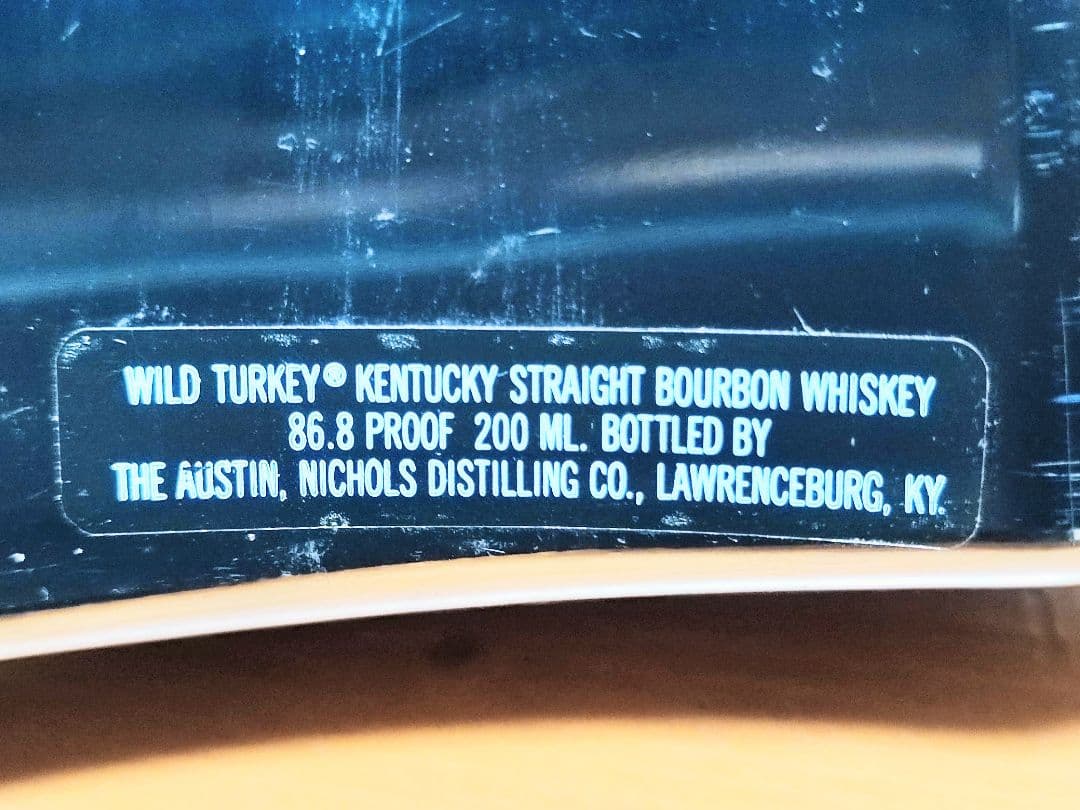 WILD TURKEY® KENTUCKY STRAIGHT BOURBON WHISKEY
86.8 PROOF 200 ML. BOTTLED BY
THE AUSTIN, NICHOLS DISTILLING CO., LAWRENCEBURG, KY.